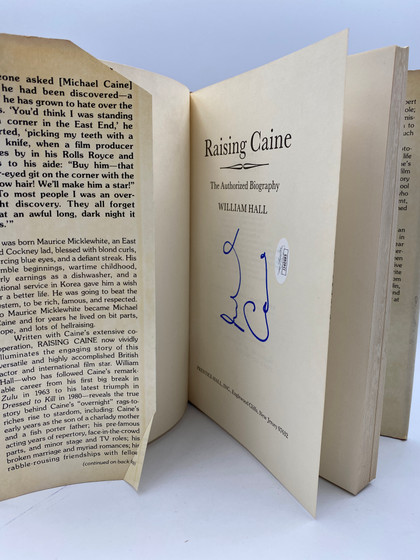 one asked [Michael Caine]
he had been discovered—a
he has grown to hate over the
s. 'You'd think I was standing
corner in the East End,' he
rted, 'picking my teeth with a
knife, when a film producer
es by in his Rolls Royce and
s to his aide: "Buy him—that
r-eyed git on the corner with the
ow hair! We'll make him a star!"
To most people I was an over-
ht discovery. They all forget
at an awful long, dark night it
s.'"
was born Maurice Micklewhite, an East
d Cockney lad, blessed with blond curls,
rcing blue eyes, and a defiant streak. His
mble beginnings, wartime childhood,
rly earnings as a dishwasher, and a
ational service in Korea gave him a wish
r a better life. He was going to beat the
stem, to be rich, famous, and respected.
o Maurice Micklewhite became Michael
Caine and for years he lived on bit parts,
ope, and lots of hellraising.
Written with Caine's extensive co-
operation, RAISING CAINE now vividly
illuminates the engaging story of this
versatile and highly accomplished British
actor and international film star. William
Hall—who has followed Caine's remark-
able career from his first big break in
Zulu in 1963 to his latest triumph in
Dressed to Kill in 1980—reveals the true
story behind Caine's "overnight" rags-to-
riches rise to stardom, including: Caine's
early years as the son of a charlady mother
and a fish porter father; his pre-famous
acting years of repertory, face-in-the-crowd
parts, and minor stage and TV roles; his
broken marriage and myriad romances; his
rabble-rousing friendships with fellow
(continued on back
Raising Caine
The Authorized Biography
WILLIAM HALL
PRENTICE-HALL, INC. Englewood Cliffs, New Jersey 07632